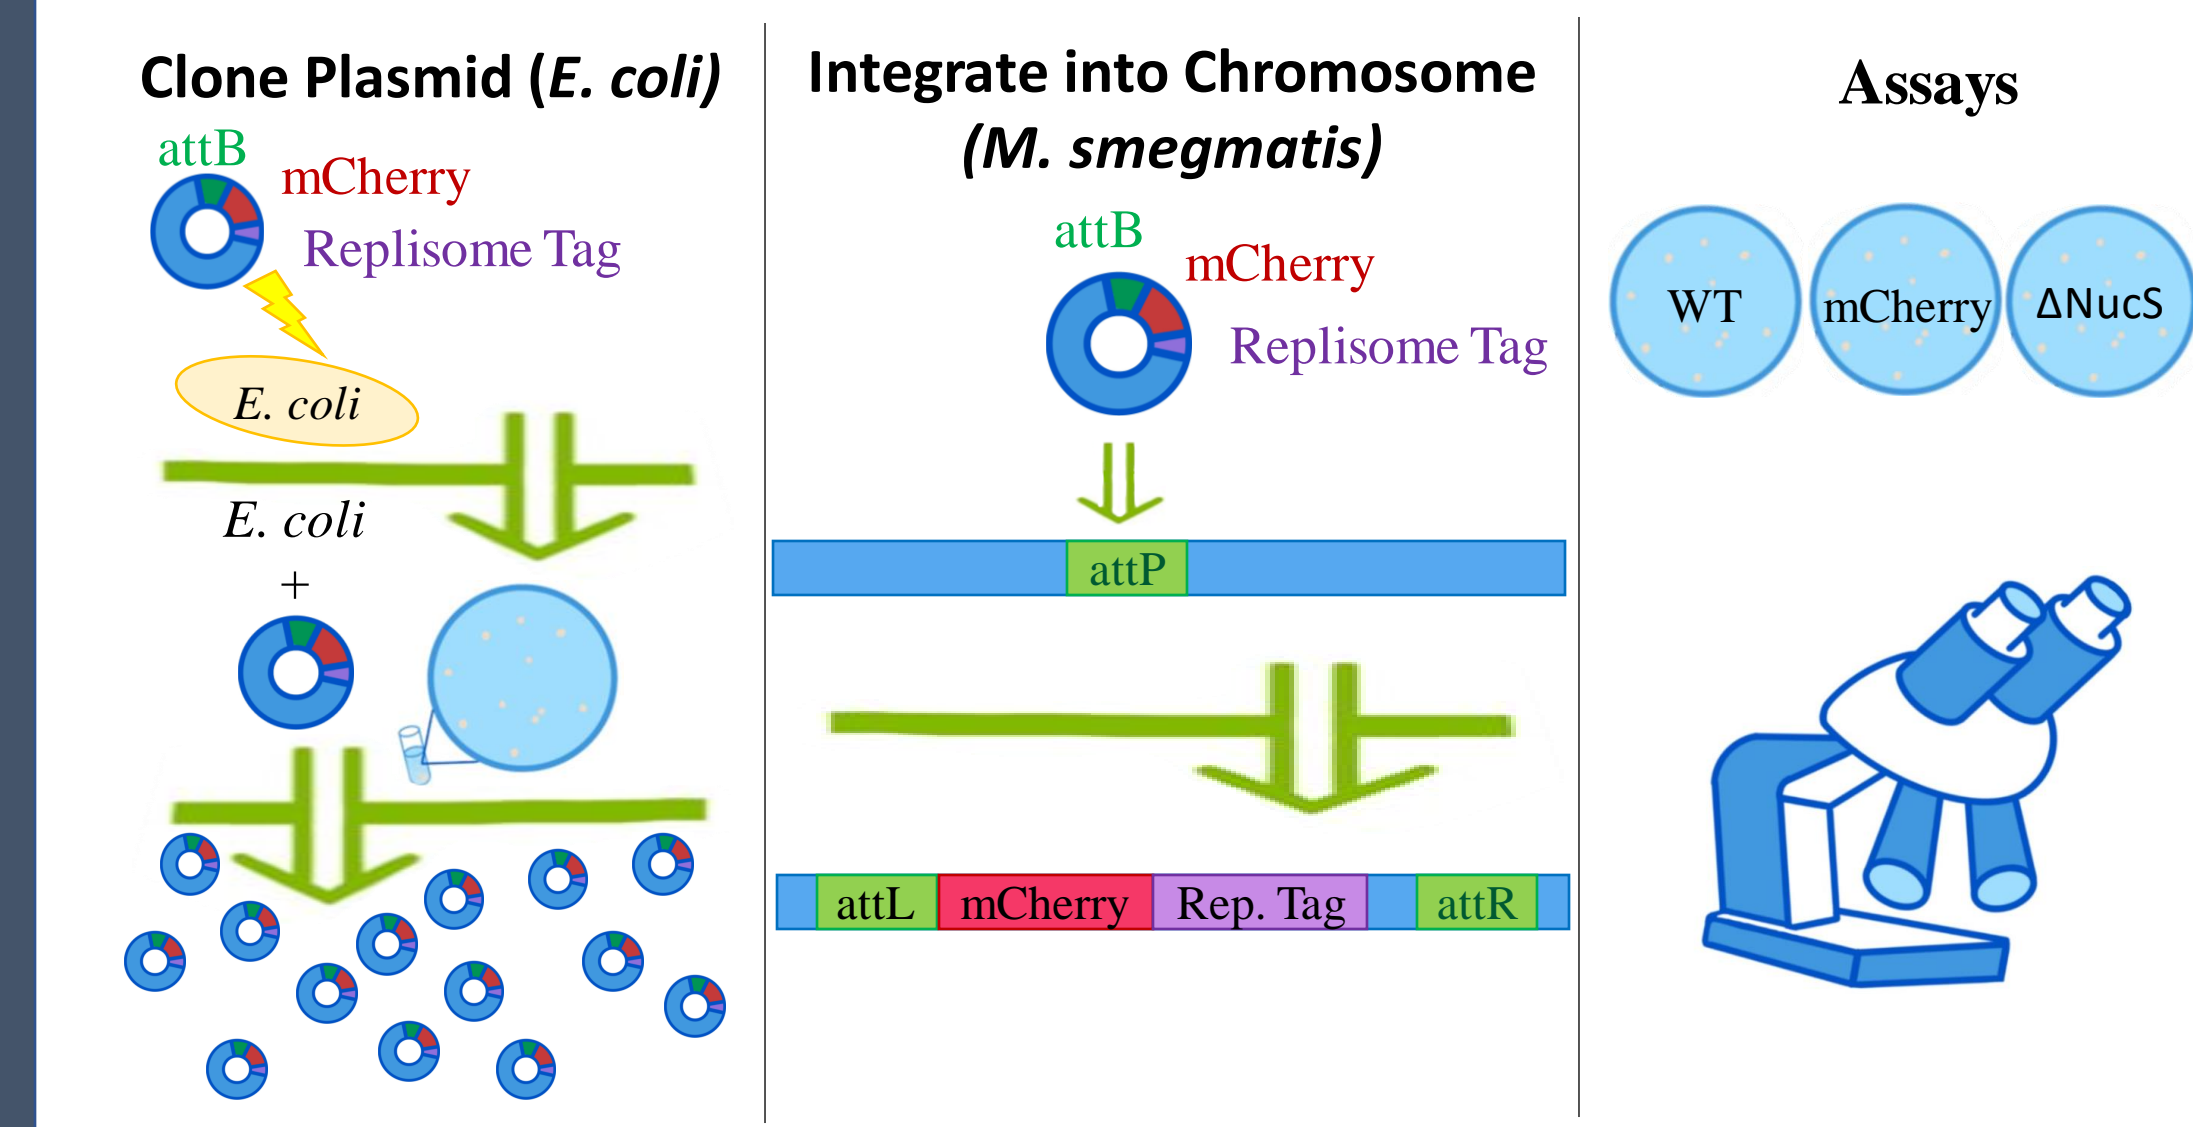 Clone Plasmid (E. coli)
attB
mCherry
Replisome Tag
E. coli
E. coli
+
Integrate into Chromosome
(M. smegmatis)
attB
mCherry
Replisome Tag
attP
attL mCherry Rep. Tag attR
Assays
WT mCherry ΔNucS